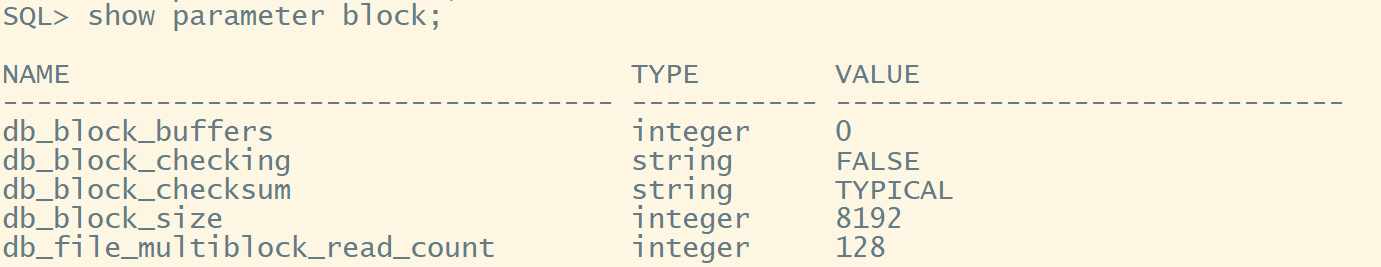 SQL> show parameter block;
NAME TYPE VALUE
------------------------------------ ----------- ------------------------------
db_block_buffers integer 0
db_block_checking string FALSE
db_block_checksum string TYPICAL
db_block_size integer 8192
db_file_multiblock_read_count integer 128